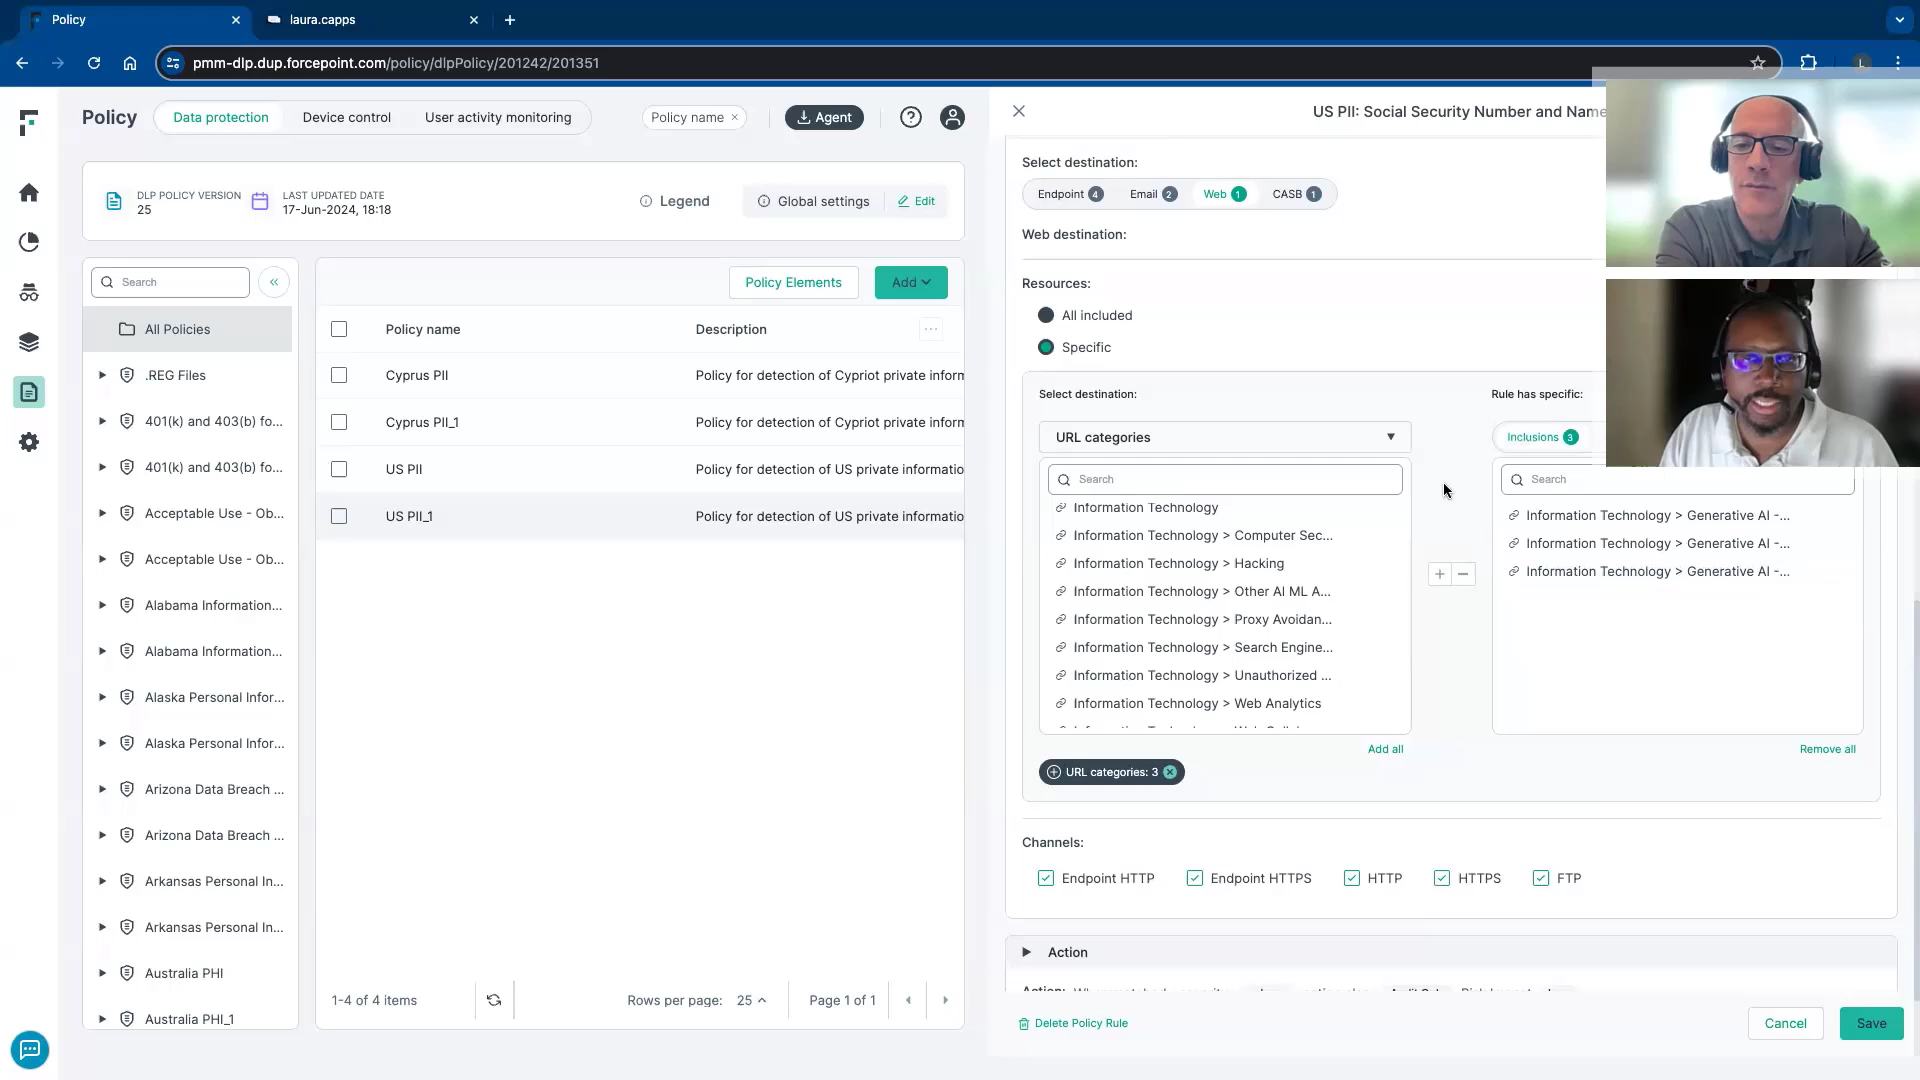 Policy
laura.capps
pmm-dlp.dup.forcepoint.com/policy/dlpPolicy/201242/201351
L
Policy
Data protection
Device control
User activity monitoring
Policy name ×
Agent
DLP POLICY VERSION
25
LAST UPDATED DATE
17-Jun-2024, 18:18
Legend
Global settings
Edit
Search
All Policies
.REG Files
401(k) and 403(b) fo...
401(k) and 403(b) fo...
Acceptable Use - Ob...
Acceptable Use - Ob...
Alabama Information...
Alabama Information...
Alaska Personal Infor...
Alaska Personal Infor...
Arizona Data Breach ...
Arizona Data Breach ...
Arkansas Personal In...
Arkansas Personal In...
Australia PHI
Australia PHI_1
Policy Elements
Add
Policy name
Description
...
Cyprus PII
Policy for detection of Cypriot private inform
Cyprus PII_1
Policy for detection of Cypriot private inform
US PII
Policy for detection of US private informatio
US PII_1
Policy for detection of US private informatio
1-4 of 4 items
Rows per page: 25
Page 1 of 1
US PII: Social Security Number and Name
Select destination:
Endpoint 4
Email 2
Web 1
CASB 1
Web destination:
Resources:
All included
Specific
Select destination:
URL categories
Search
Information Technology
Information Technology > Computer Sec...
Information Technology > Hacking
Information Technology > Other AI ML A...
Information Technology > Proxy Avoidan...
Information Technology > Search Engine...
Information Technology > Unauthorized ...
Information Technology > Web Analytics
Add all
URL categories: 3
Rule has specific:
Inclusions 3
Search
Information Technology > Generative AI -...
Information Technology > Generative AI -...
Information Technology > Generative AI -...
Remove all
Channels:
Endpoint HTTP
Endpoint HTTPS
HTTP
HTTPS
FTP
Action
Delete Policy Rule
Cancel
Save